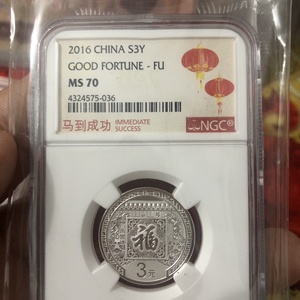 2016 CHINA S3Y
GOOD FORTUNE - FU
MS 70
4324575-036
马到成功 IMMEDIATE SUCCESS
NGC®
福
3元